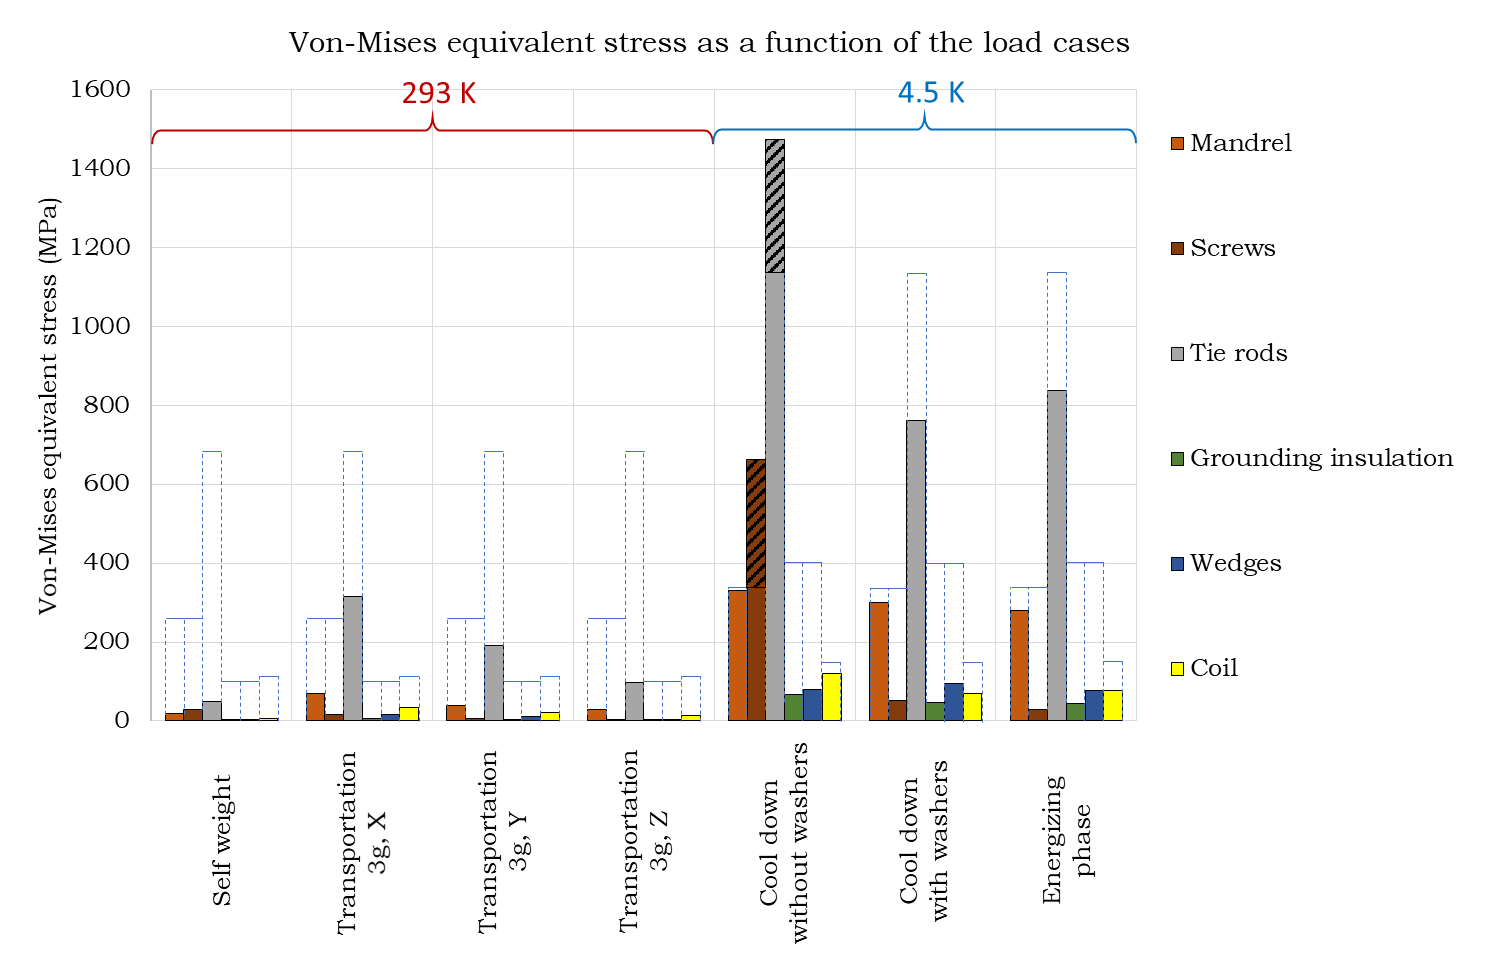 Von-Mises equivalent stress as a function of the load cases
Von-Mises equivalent stress (MPa)
1600
1400
1200
1000
800
600
400
200
0
293 K
4.5 K
Self weight
Transportation
3g, X
Transportation
3g, Y
Transportation
3g, Z
Cool down
without washers
Cool down
with washers
Energizing
phase
Mandrel
Screws
Tie rods
Grounding insulation
Wedges
Coil